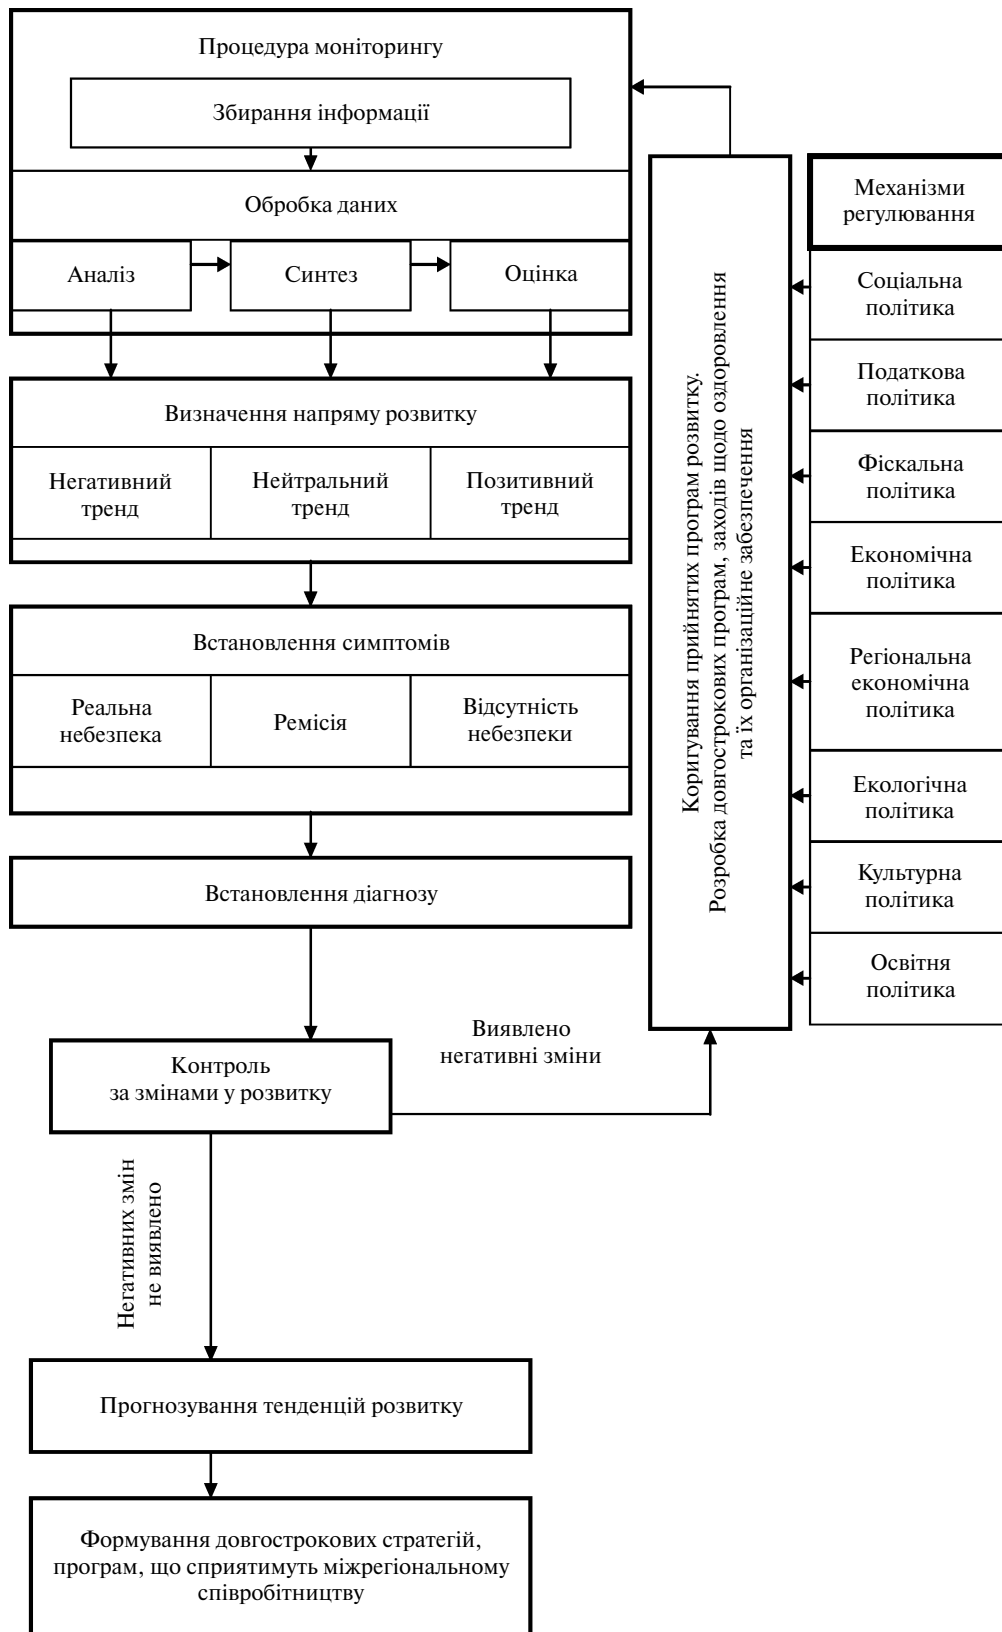 Процедура моніторингу
Збирання інформації
Обробка даних
Аналіз
Синтез
Оцінка
Визначення напряму розвитку
Негативний
тренд
Нейтральний
тренд
Позитивний
тренд
Встановлення симптомів
Реальна
небезпека
Ремісія
Відсутність
небезпеки
Встановлення діагнозу
Контроль
за змінами у розвитку
Виявлено
негативні зміни
Негативних змін
не виявлено
Прогнозування тенденцій розвитку
Формування довгострокових стратегій,
програм, що сприятимуть міжрегіональному
співробітництву
Коригування прийнятих програм розвитку.
Розробка довгострокових програм, заходів щодо оздоровлення
та їх організаційне забезпечення
Механізми
регулювання
Соціальна
політика
Податкова
політика
Фіскальна
політика
Економічна
політика
Регіональна
економічна
політика
Екологічна
політика
Культурна
політика
Освітня
політика